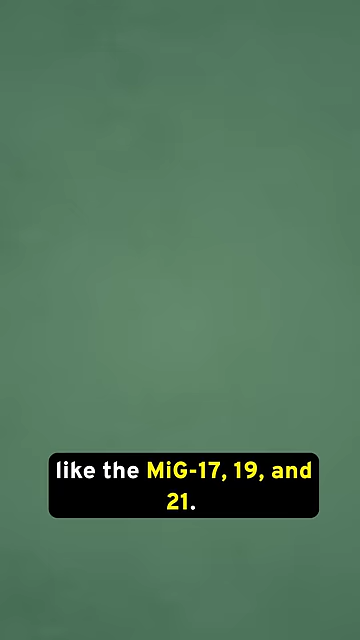 like the MiG-17, 19, and
21.